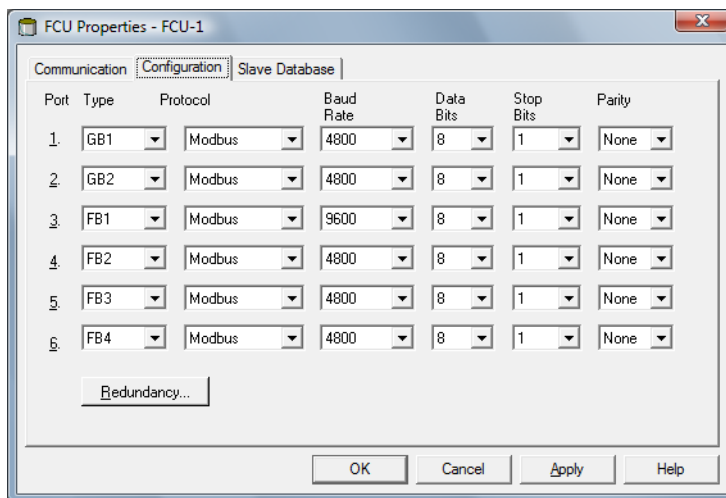 FCU Properties - FCU-1
Communication Configuration Slave Database
Port Type Protocol Baud Rate Data Bits Stop Bits Parity
1. GB1 Modbus 4800 8 1 None
2. GB2 Modbus 4800 8 1 None
3. FB1 Modbus 9600 8 1 None
4. FB2 Modbus 4800 8 1 None
5. FB3 Modbus 4800 8 1 None
6. FB4 Modbus 4800 8 1 None
Redundancy...
OK Cancel Apply Help